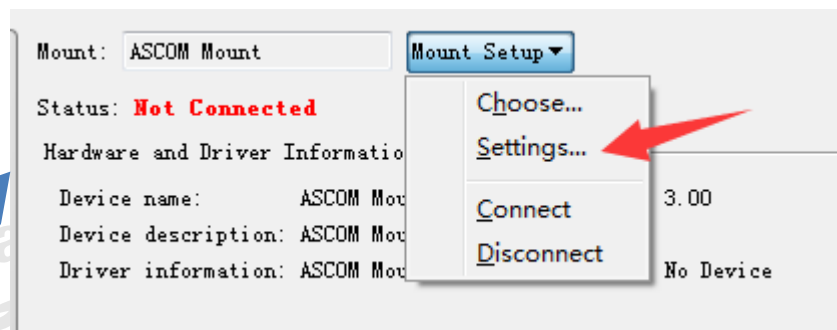 Mount: ASCOM Mount Mount Setup▼
Status: Not Connected
Choose...
Settings...
Connect
Disconnect
Hardware and Driver Informatio
Device name: ASCOM Mou 3.00
Device description: ASCOM Mou
Driver information: ASCOM Mou No Device